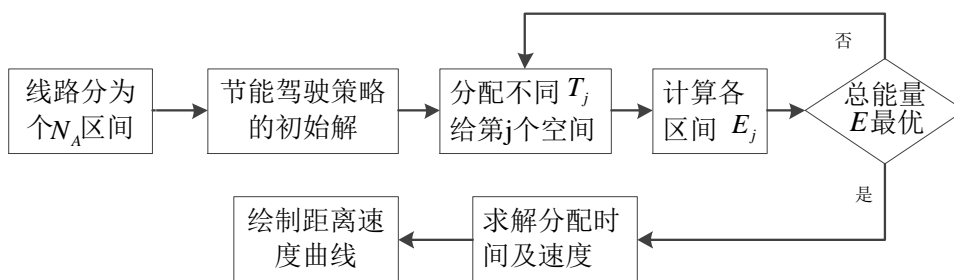 否
线路分为
个N_A区间
节能驾驶策略
的初始解
分配不同 T_j
给第j个空间
计算各
区间 E_j
总能量
E最优
是
绘制距离速
度曲线
求解分配时
间及速度